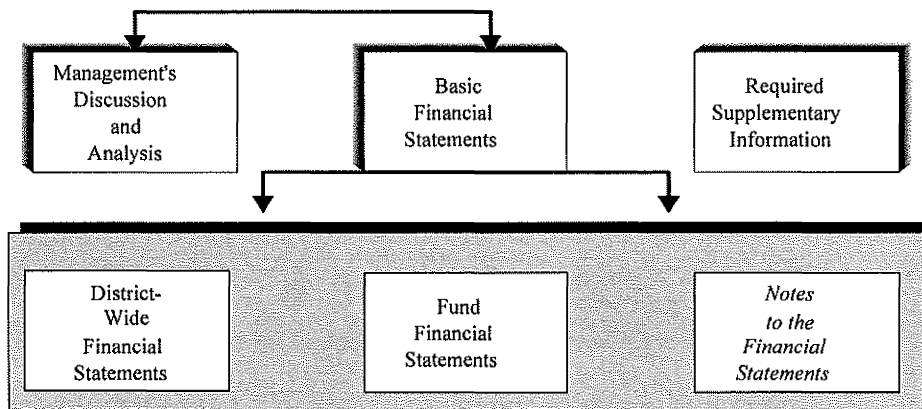 Management's
Discussion
and
Analysis
Basic
Financial
Statements
Required
Supplementary
Information
District-
Wide
Financial
Statements
Fund
Financial
Statements
Notes
to the
Financial
Statements